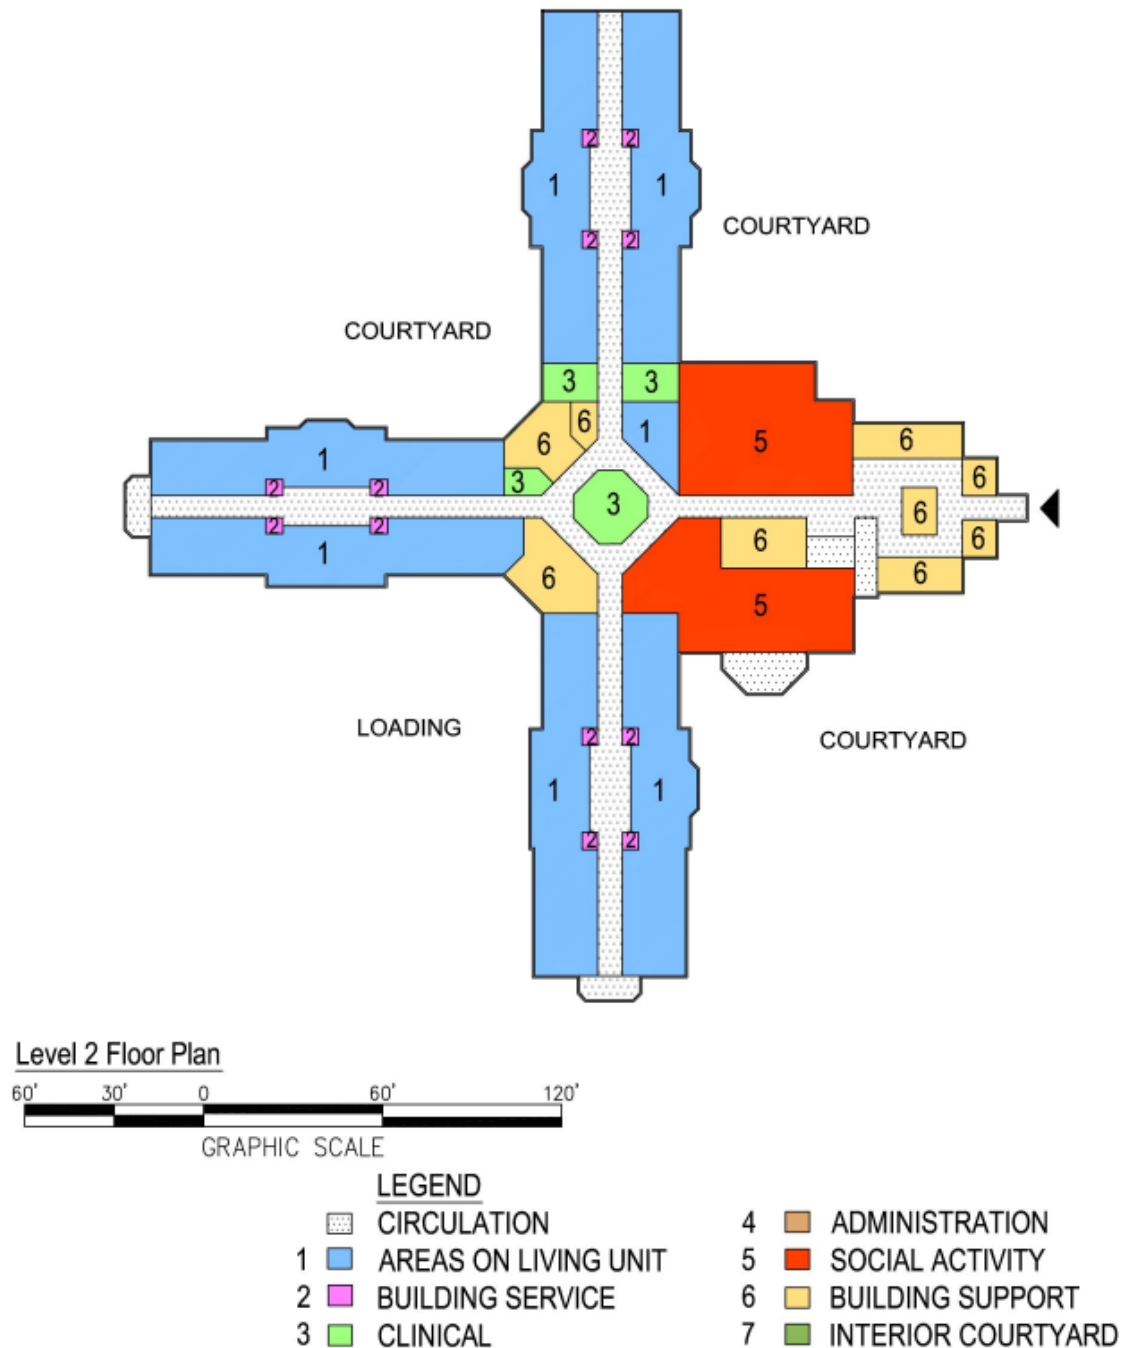 2 2
1 1
COURTYARD
2 2
COURTYARD
3 3
6
6 1 5 6
1
3 6
2 2
3 6
2 2
6 6
1
6 6
5
LOADING
COURTYARD
2 2
1 1
2 2
Level 2 Floor Plan
60' 30' 0 60' 120'
GRAPHIC SCALE
LEGEND
CIRCULATION
1 AREAS ON LIVING UNIT
2 BUILDING SERVICE
3 CLINICAL
4 ADMINISTRATION
5 SOCIAL ACTIVITY
6 BUILDING SUPPORT
7 INTERIOR COURTYARD